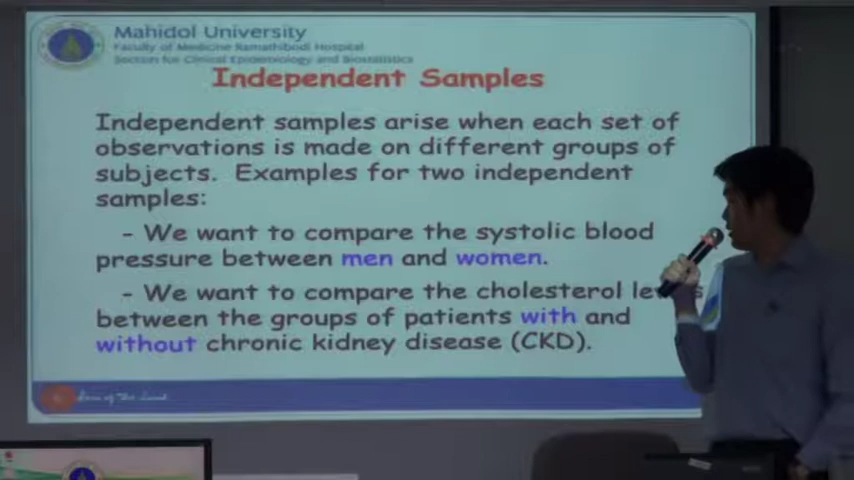 Mahidol University
Faculty of Medicine Ramathibodi Hospital
Section for Clinical Epidemiology and Biostatistics
Independent Samples
Independent samples arise when each set of
observations is made on different groups of
subjects. Examples for two independent
samples:
- We want to compare the systolic blood
pressure between men and women.
- We want to compare the cholesterol
between the groups of patients with and
without chronic kidney disease (CKD).
of the Land